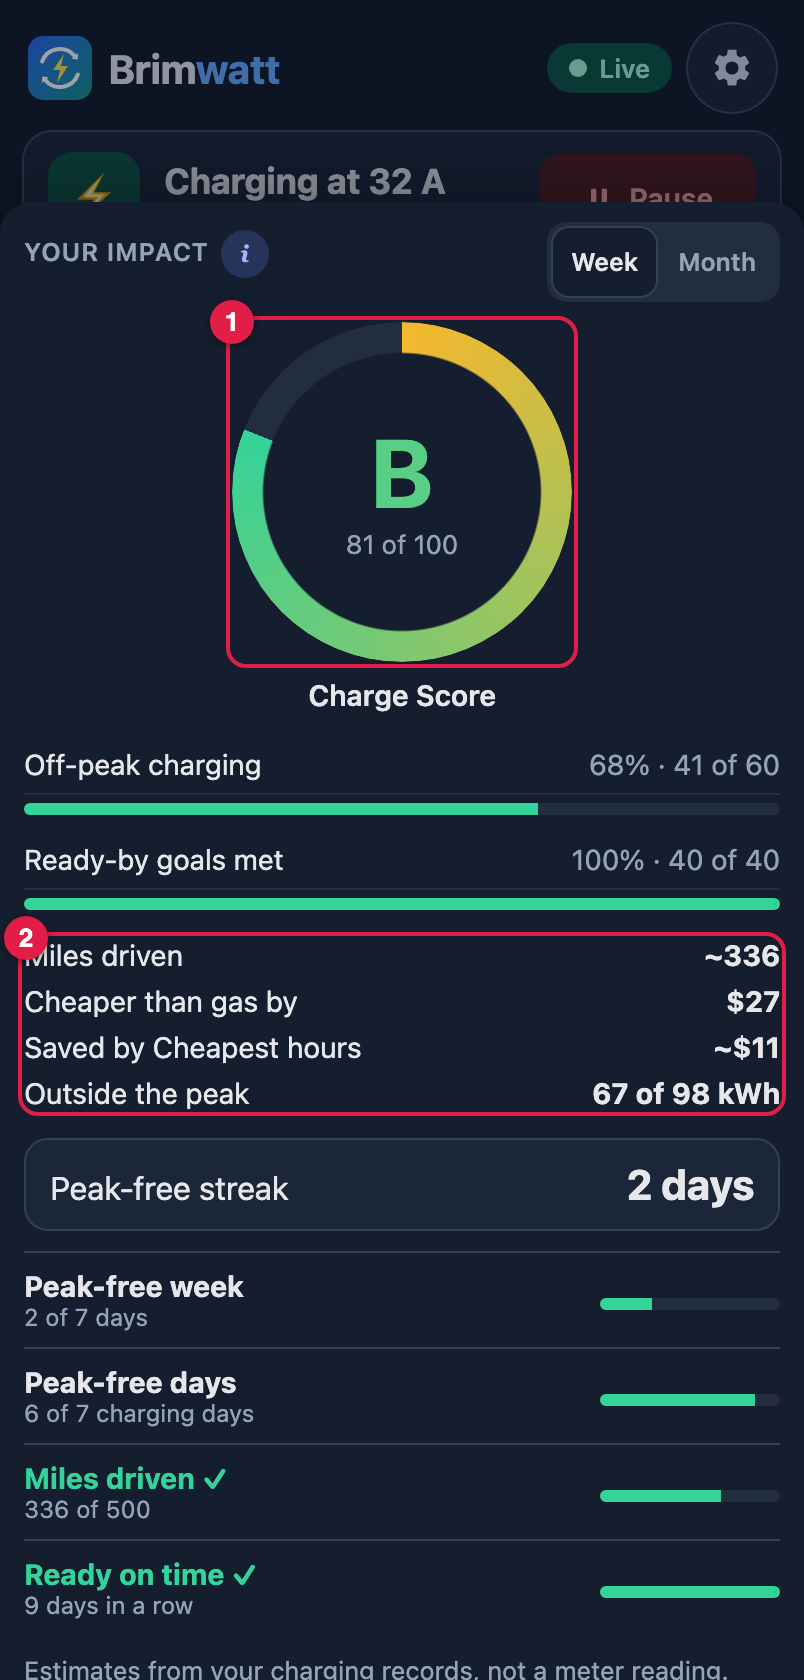 Brimwatt
Live
Charging at 32 A
Pause
YOUR IMPACT i
Week Month
1
B
81 of 100
Charge Score
Off-peak charging 68% · 41 of 60
Ready-by goals met 100% · 40 of 40
2
Miles driven ~336
Cheaper than gas by $27
Saved by Cheapest hours ~$11
Outside the peak 67 of 98 kWh
Peak-free streak 2 days
Peak-free week
2 of 7 days
Peak-free days
6 of 7 charging days
Miles driven ✓
336 of 500
Ready on time ✓
9 days in a row
Estimates from your charging records, not a meter reading.